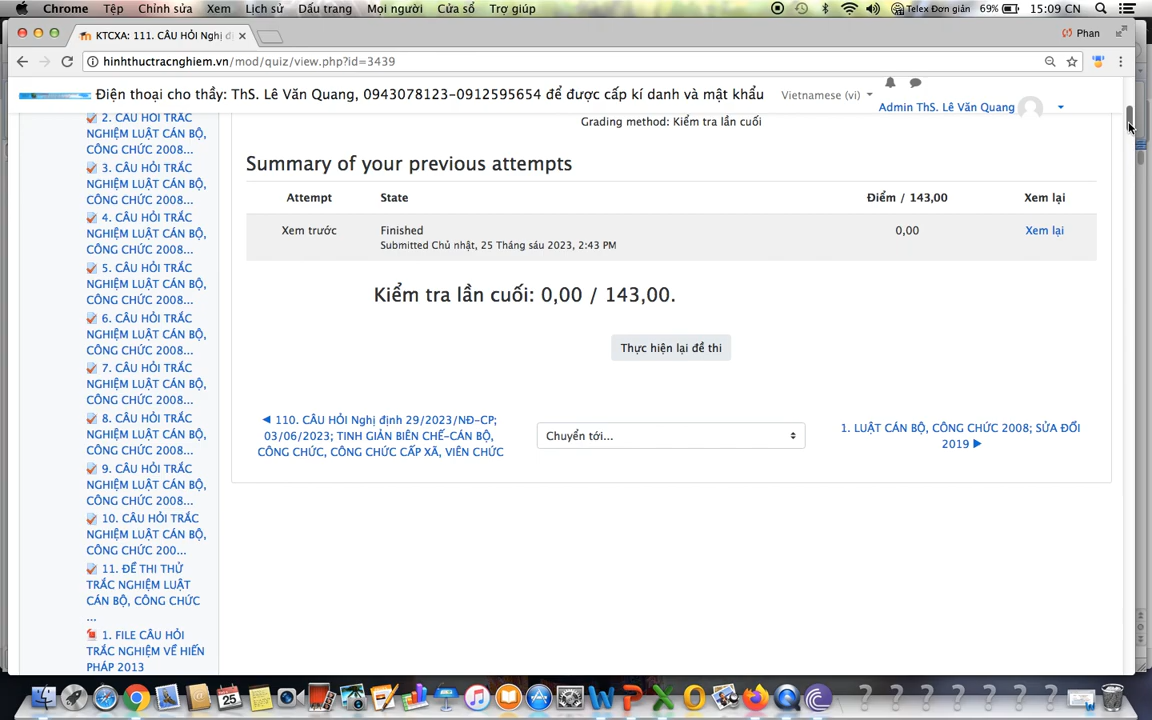 Chrome Tệp Chỉnh sửa Xem Lịch sử Dấu trang Mọi người Cửa sổ Trợ giúp Telex Đơn giản 69% 15:09 CN
KTCXA: 111. CÂU HỎI Nghị đ
Phan
hinhthuctracnghiem.vn/mod/quiz/view.php?id=3439
Điện thoại cho thầy: ThS. Lê Văn Quang, 0943078123-0912595654 để được cấp kí danh và mật khẩu
Vietnamese (vi)
Admin ThS. Lê Văn Quang
2. CÂU HỎI TRẮC
NGHIỆM LUẬT CÁN BỘ,
CÔNG CHỨC 2008...
3. CÂU HỎI TRẮC
NGHIỆM LUẬT CÁN BỘ,
CÔNG CHỨC 2008...
4. CÂU HỎI TRẮC
NGHIỆM LUẬT CÁN BỘ,
CÔNG CHỨC 2008...
5. CÂU HỎI TRẮC
NGHIỆM LUẬT CÁN BỘ,
CÔNG CHỨC 2008...
6. CÂU HỎI TRẮC
NGHIỆM LUẬT CÁN BỘ,
CÔNG CHỨC 2008...
7. CÂU HỎI TRẮC
NGHIỆM LUẬT CÁN BỘ,
CÔNG CHỨC 2008...
8. CÂU HỎI TRẮC
NGHIỆM LUẬT CÁN BỘ,
CÔNG CHỨC 2008...
9. CÂU HỎI TRẮC
NGHIỆM LUẬT CÁN BỘ,
CÔNG CHỨC 2008...
10. CÂU HỎI TRẮC
NGHIỆM LUẬT CÁN BỘ,
CÔNG CHỨC 200...
11. ĐỀ THI THỬ
TRẮC NGHIỆM LUẬT
CÁN BỘ, CÔNG CHỨC
...
1. FILE CÂU HỎI
TRẮC NGHIỆM VỀ HIẾN
PHÁP 2013
Grading method: Kiểm tra lần cuối
Summary of your previous attempts
Attempt State Điểm / 143,00 Xem lại
Xem trước Finished 0,00 Xem lại
Submitted Chủ nhật, 25 Tháng sáu 2023, 2:43 PM
Kiểm tra lần cuối: 0,00 / 143,00.
Thực hiện lại đề thi
◀ 110. CÂU HỎI Nghị định 29/2023/NĐ-CP;
03/06/2023; TINH GIẢN BIÊN CHẾ-CÁN BỘ,
CÔNG CHỨC, CÔNG CHỨC CẤP XÃ, VIÊN CHỨC
Chuyển tới...
1. LUẬT CÁN BỘ, CÔNG CHỨC 2008; SỬA ĐỔI
2019 ▶
25